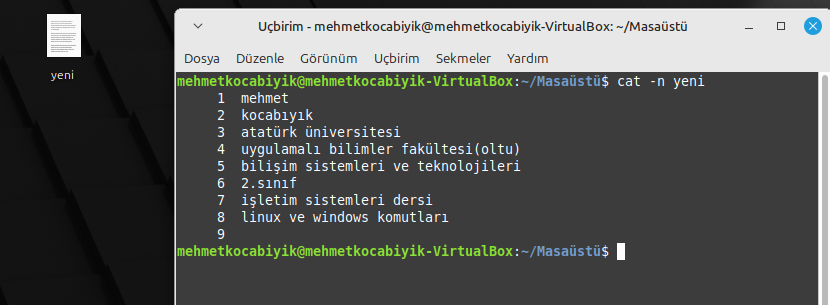 yeni
Uçbirim - mehmetkocabiyik@mehmetkocabiyik-VirtualBox: ~/Masaüstü
Dosya Düzenle Görünüm Uçbirim Sekmeler Yardım
mehmetkocabiyik@mehmetkocabiyik-VirtualBox:~/Masaüstü$ cat -n yeni
1 mehmet
2 kocabıyık
3 atatürk üniversitesi
4 uygulamalı bilimler fakültesi(oltu)
5 bilişim sistemleri ve teknolojileri
6 2.sınıf
7 işletim sistemleri dersi
8 linux ve windows komutları
9
mehmetkocabiyik@mehmetkocabiyik-VirtualBox:~/Masaüstü$